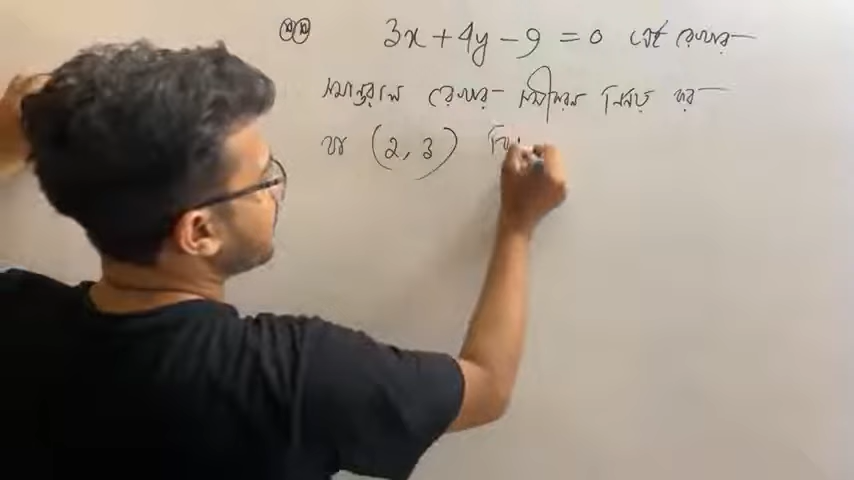 3x + 4y - 9 = 0 এই রেখার
সমান্তরাল রেখার সমীকরণ নির্ণয় কর
যা (2, 3)